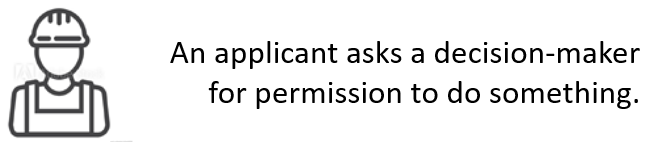 An applicant asks a decision-maker
for permission to do something.